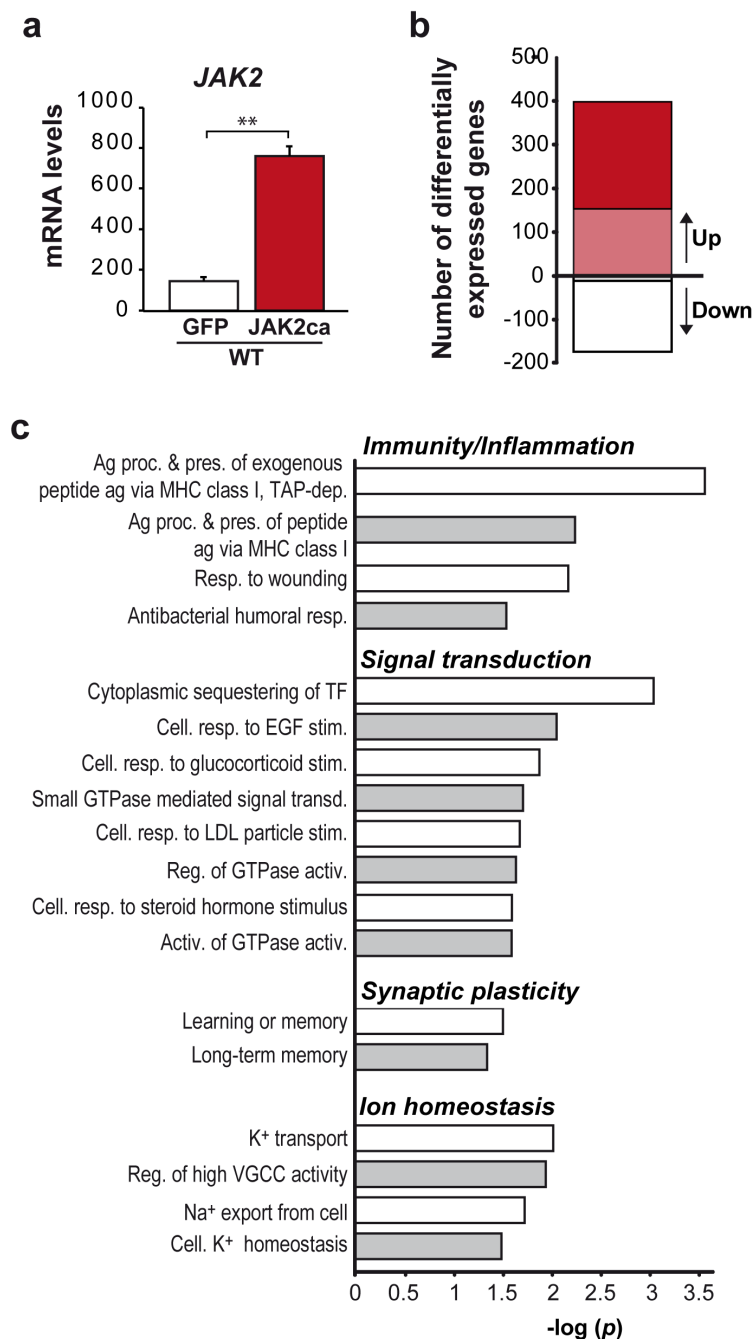 a
JAK2
mRNA levels
1000
800
600
400
200
0
**
GFP JAK2ca
WT
b
Number of differentially
expressed genes
500
400
300
200
100
0
-100
-200
Up
Down
c
Immunity/Inflammation
Ag proc. & pres. of exogenous
peptide ag via MHC class I, TAP-dep.
Ag proc. & pres. of peptide
ag via MHC class I
Resp. to wounding
Antibacterial humoral resp.
Signal transduction
Cytoplasmic sequestering of TF
Cell. resp. to EGF stim.
Cell. resp. to glucocorticoid stim.
Small GTPase mediated signal transd.
Cell. resp. to LDL particle stim.
Reg. of GTPase activ.
Cell. resp. to steroid hormone stimulus
Activ. of GTPase activ.
Synaptic plasticity
Learning or memory
Long-term memory
Ion homeostasis
K⁺ transport
Reg. of high VGCC activity
Na⁺ export from cell
Cell. K⁺ homeostasis
0 0.5 1 1.5 2 2.5 3 3.5
-log (p)